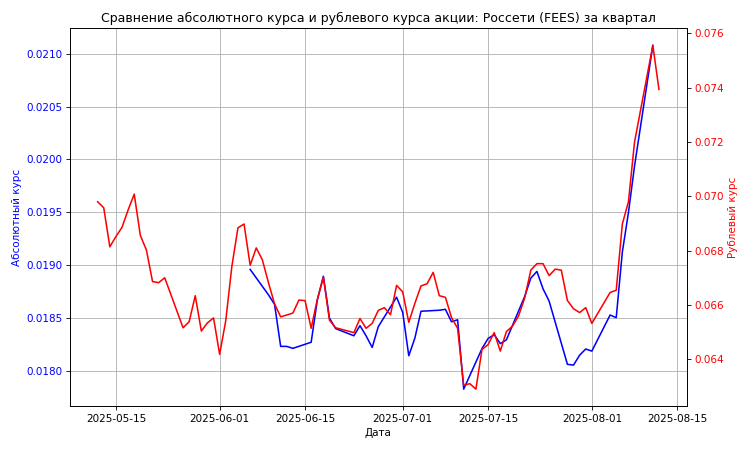 Сравнение абсолютного курса и рублевого курса акции: Россети (FEES) за квартал
Абсолютный курс
0.0210
0.0205
0.0200
0.0195
0.0190
0.0185
0.0180
0.076
0.074
0.072
0.070
0.068
0.066
0.064
Рублевый курс
2025-05-15 2025-06-01 2025-06-15 2025-07-01 2025-07-15 2025-08-01 2025-08-15
Дата